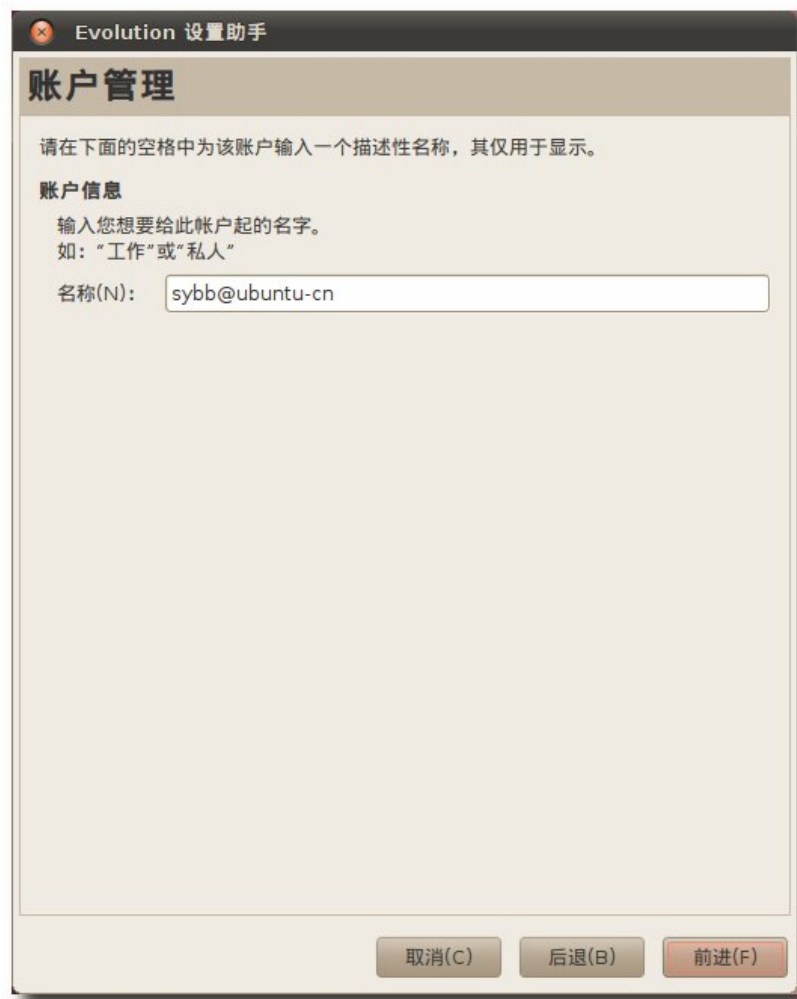 Evolution 设置助手
账户管理
请在下面的空格中为该账户输入一个描述性名称，其仅用于显示。
账户信息
输入您想要给此帐户起的名字。
如：“工作”或“私人”
名称(N)： sybb@ubuntu-cn
取消(C) 后退(B) 前进(F)